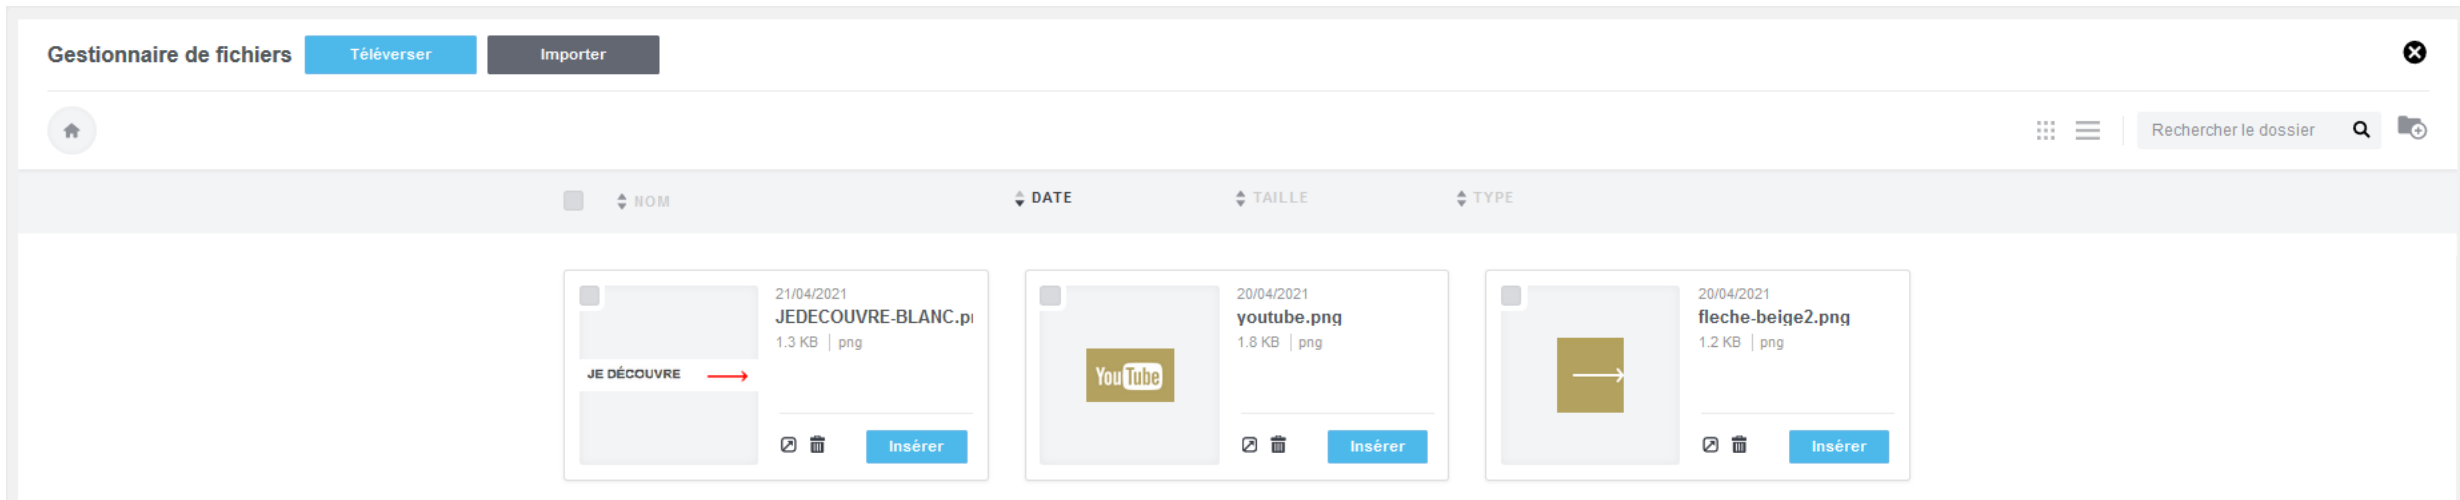 Gestionnaire de fichiers Téléverser Importer
Rechercher le dossier
NOM DATE TAILLE TYPE
21/04/2021
JEDECOUVRE-BLANC.p
1.3 KB | png
JE DÉCOUVRE
Insérer
20/04/2021
youtube.png
1.8 KB | png
You Tube
Insérer
20/04/2021
fleche-beige2.png
1.2 KB | png
Insérer